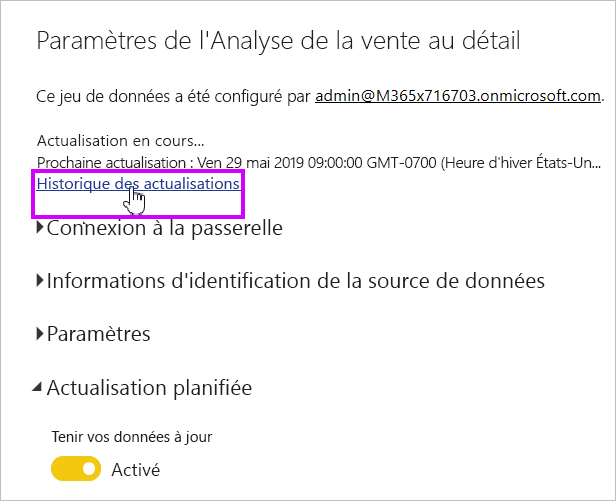 Paramètres de l'Analyse de la vente au détail
Ce jeu de données a été configuré par admin@M365x716703.onmicrosoft.com.
Actualisation en cours...
Prochaine actualisation : Ven 29 mai 2019 09:00:00 GMT-0700 (Heure d'hiver États-Un...
Historique des actualisations
Connexion à la passerelle
Informations d'identification de la source de données
Paramètres
Actualisation planifiée
Tenir vos données à jour
Activé